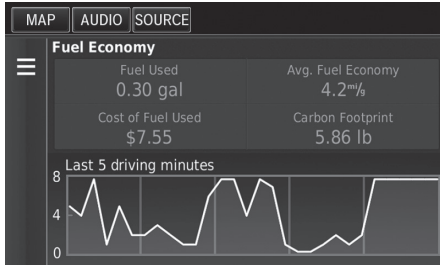 MAP AUDIO SOURCE
Fuel Economy
Fuel Used Avg. Fuel Economy
0.30 gal 4.2mi/g
Cost of Fuel Used Carbon Footprint
$7.55 5.86 lb
Last 5 driving minutes
8
4
0